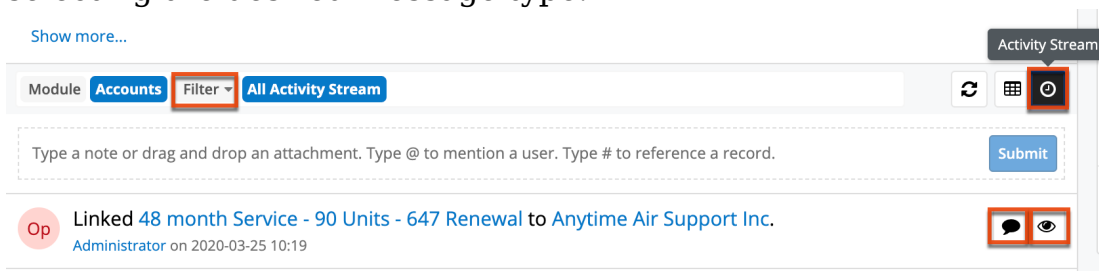 Show more...
Activity Stream
Module Accounts Filter All Activity Stream
Type a note or drag and drop an attachment. Type @ to mention a user. Type # to reference a record.
Submit
Op
Linked 48 month Service - 90 Units - 647 Renewal to Anytime Air Support Inc.
Administrator on 2020-03-25 10:19